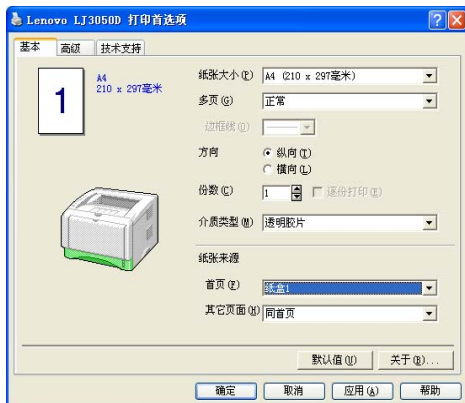 Lenovo LJ3050D 打印首选项
基本 高级 技术支持
1
A4
210 x 297毫米
纸张大小(P) A4 (210 x 297毫米)
多页(G) 正常
边框线(O)
方向 纵向(T)
横向(L)
份数(C) 1 逐份打印(E)
介质类型(M) 透明胶片
纸张来源
首页(F) 纸盒1
其它页面(H) 同首页
默认值(U) 关于(B)...
确定 取消 应用(A) 帮助